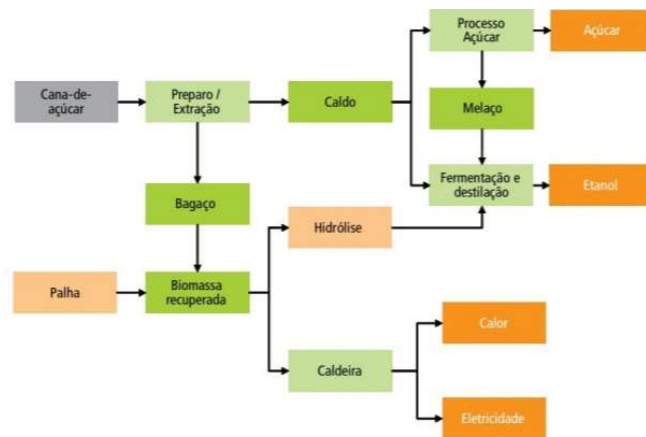 Processo
Açúcar
Açúcar
Cana-de-
açúcar
Preparo /
Extração
Caldo
Melaço
Fermentação e
destilação
Etanol
Bagaço
Hidrólise
Palha
Biomassa
recuperada
Calor
Caldeira
Eletricidade